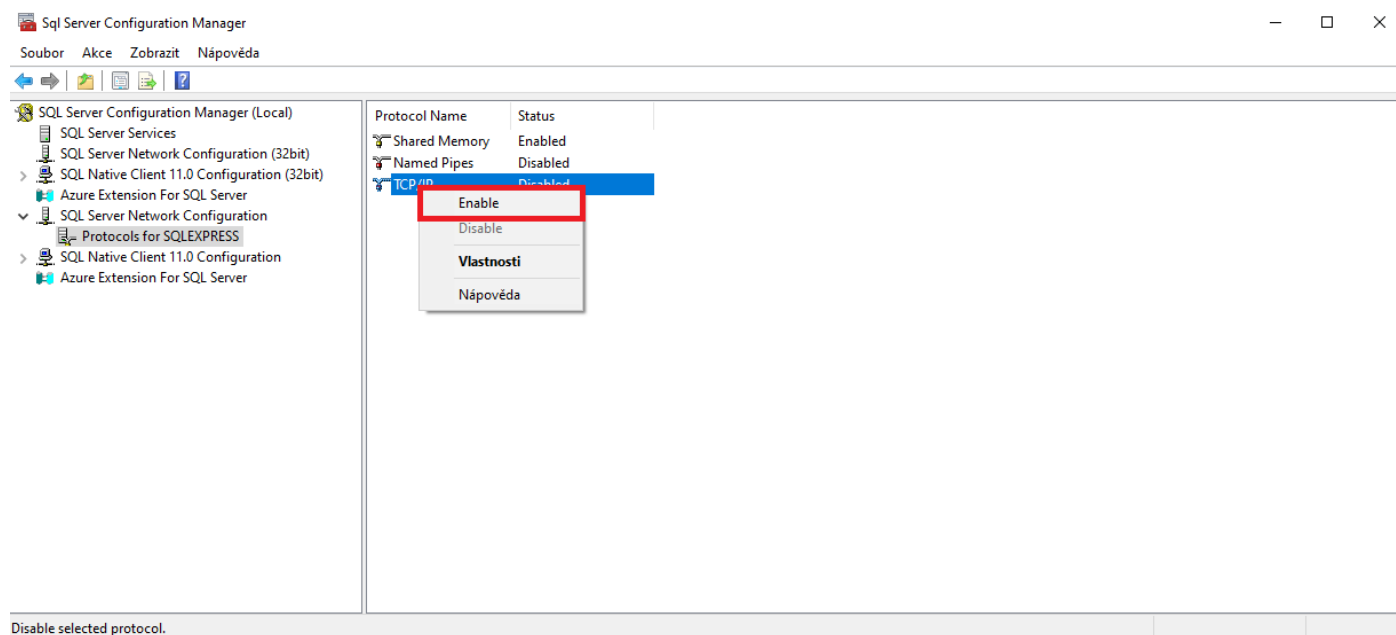 Sql Server Configuration Manager
Soubor Akce Zobrazit Nápověda
SQL Server Configuration Manager (Local)
SQL Server Services
SQL Server Network Configuration (32bit)
SQL Native Client 11.0 Configuration (32bit)
Azure Extension For SQL Server
SQL Server Network Configuration
Protocols for SQLEXPRESS
SQL Native Client 11.0 Configuration
Azure Extension For SQL Server
Protocol Name Status
Shared Memory Enabled
Named Pipes Disabled
TCP/IP Disabled
Enable
Disable
Vlastnosti
Nápověda
Disable selected protocol.